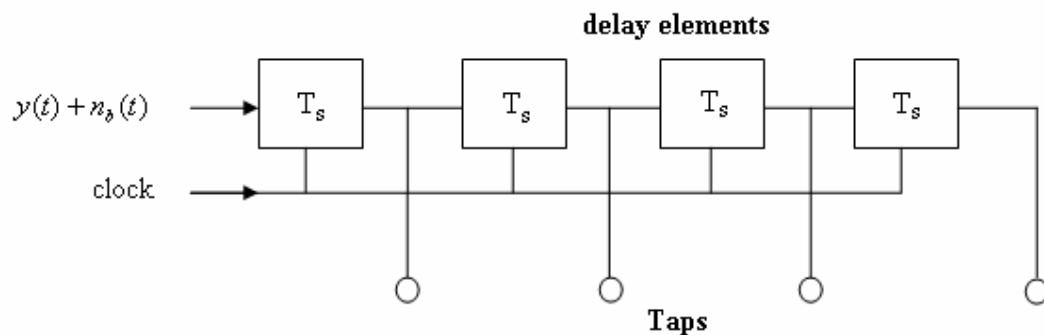 delay elements
y(t) + n_b(t)
T_s
T_s
T_s
T_s
clock
Taps